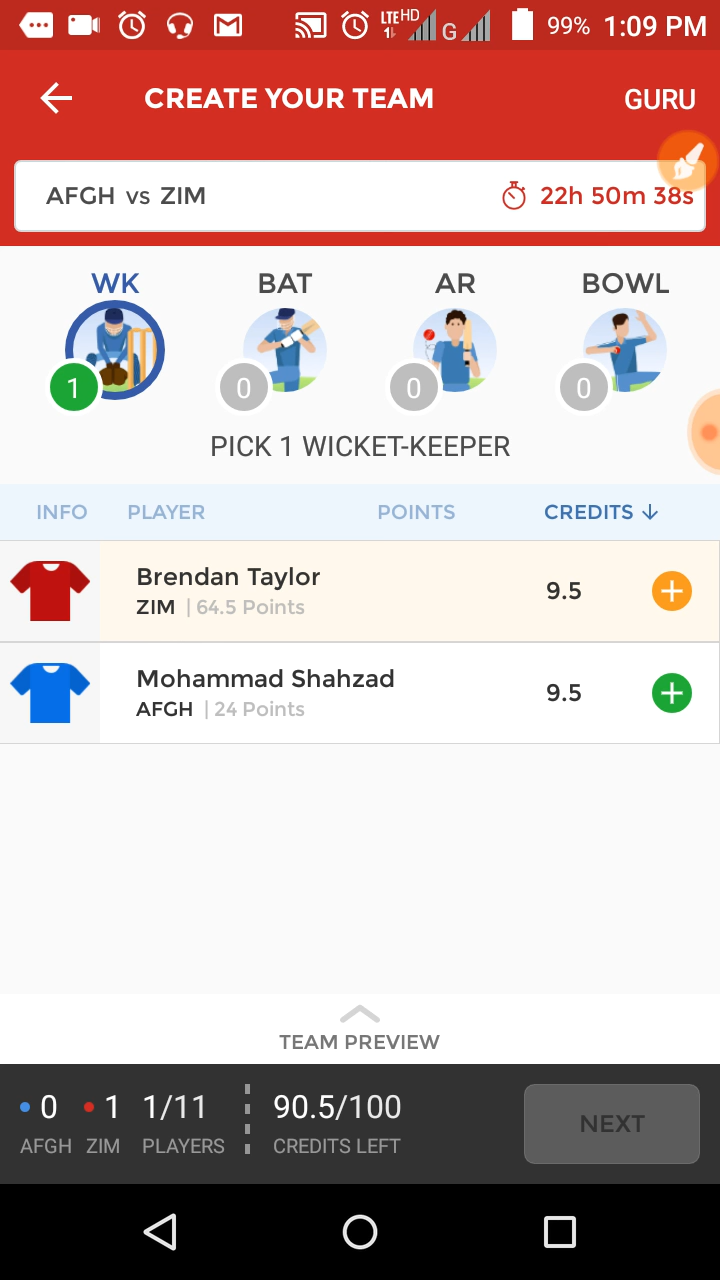 LTE HD G 99% 1:09 PM
CREATE YOUR TEAM GURU
AFGH vs ZIM 22h 50m 38s
WK BAT AR BOWL
1 0 0 0
PICK 1 WICKET-KEEPER
INFO PLAYER POINTS CREDITS
Brendan Taylor
ZIM | 64.5 Points
9.5
Mohammad Shahzad
AFGH | 24 Points
9.5
TEAM PREVIEW
0 1 1/11 90.5/100
AFGH ZIM PLAYERS CREDITS LEFT
NEXT